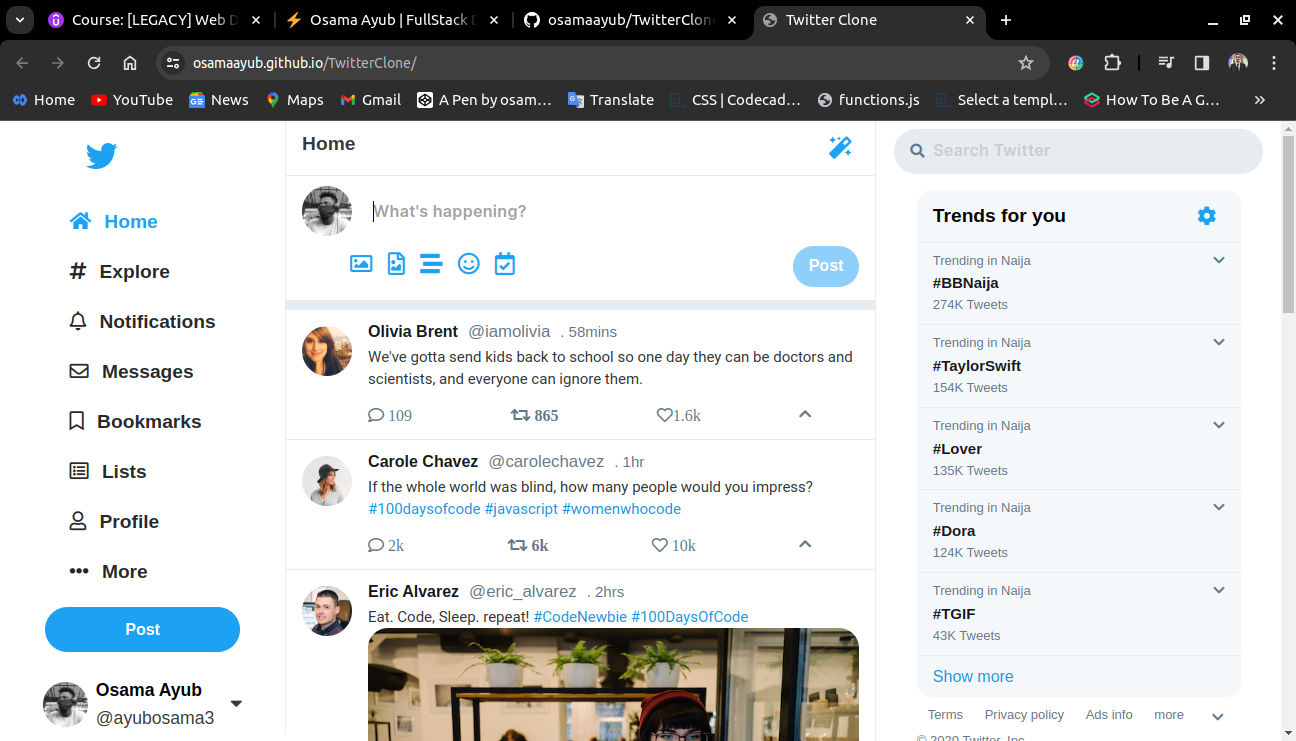 Course: [LEGACY] Web D
Osama Ayub | FullStack D
osamaayub/TwitterClon
Twitter Clone
osamaayub.github.io/TwitterClone/
Home
YouTube
News
Maps
Gmail
A Pen by osam…
Translate
CSS | Codecad…
functions.js
Select a templ…
How To Be A G…
»
Home
Explore
Notifications
Messages
Bookmarks
Lists
Profile
More
Post
Osama Ayub
@ayubosama3
Home
What's happening?
Post
Olivia Brent @iamolivia . 58mins
We've gotta send kids back to school so one day they can be doctors and
scientists, and everyone can ignore them.
109 865 1.6k
Carole Chavez @carolechavez . 1hr
If the whole world was blind, how many people would you impress?
#100daysofcode #javascript #womenwhocode
2k 6k 10k
Eric Alvarez @eric_alvarez . 2hrs
Eat. Code, Sleep. repeat! #CodeNewbie #100DaysOfCode
Search Twitter
Trends for you
Trending in Naija
#BBNaija
274K Tweets
Trending in Naija
#TaylorSwift
154K Tweets
Trending in Naija
#Lover
135K Tweets
Trending in Naija
#Dora
124K Tweets
Trending in Naija
#TGIF
43K Tweets
Show more
Terms Privacy policy Ads info more
© 2020 Twitter, Inc.